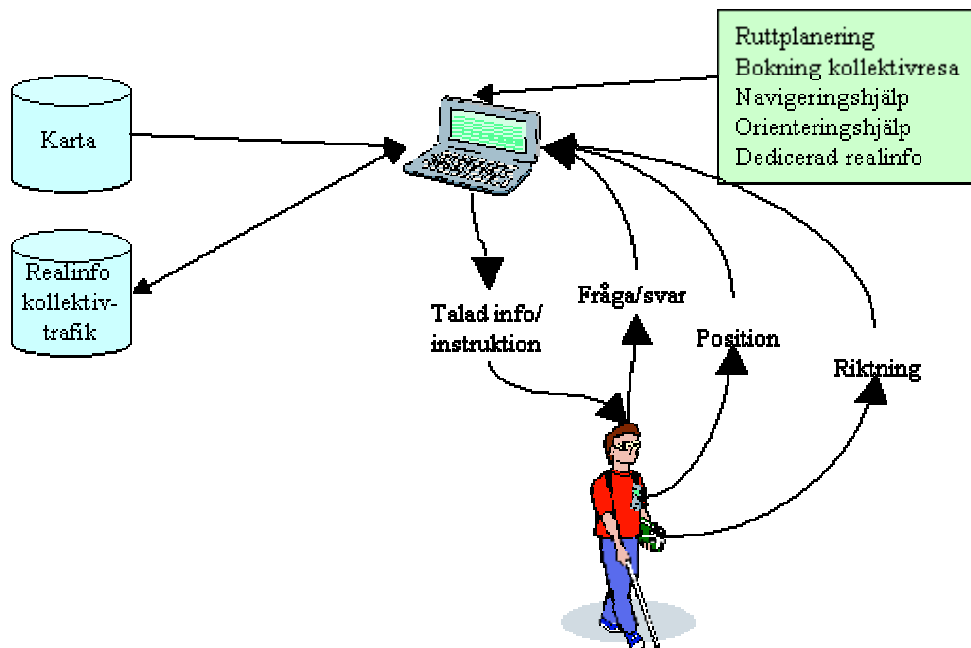 Ruttplanering
Bokning kollektivresa
Navigeringshjälp
Orienteringshjälp
Dedicerad realinfo
Karta
Realinfo
kollektiv-
trafik
Talad info/
instruktion
Fråga/svar
Position
Riktning